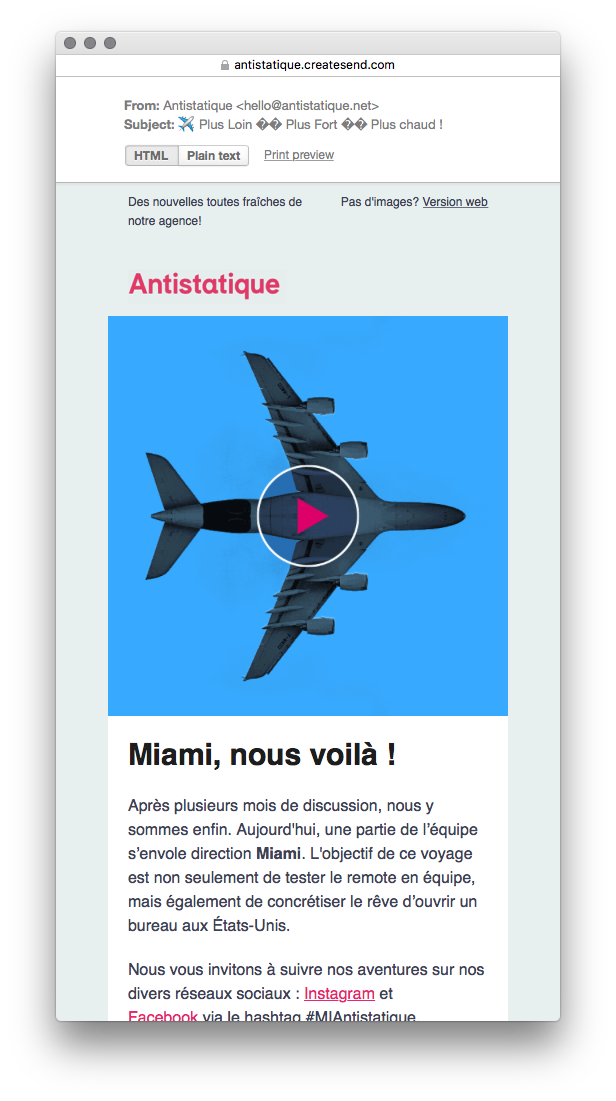 antistatique.createsend.com
From: Antistatique <hello@antistatique.net>
Subject: ✈️ Plus Loin �� Plus Fort �� Plus chaud !
HTML Plain text Print preview
Des nouvelles toutes fraîches de
notre agence!
Pas d'images? Version web
Antistatique
Miami, nous voilà !
Après plusieurs mois de discussion, nous y
sommes enfin. Aujourd'hui, une partie de l’équipe
s’envole direction Miami. L'objectif de ce voyage
est non seulement de tester le remote en équipe,
mais également de concrétiser le rêve d’ouvrir un
bureau aux États-Unis.
Nous vous invitons à suivre nos aventures sur nos
divers réseaux sociaux : Instagram et
Facebook via le hashtag #MIAntistatique